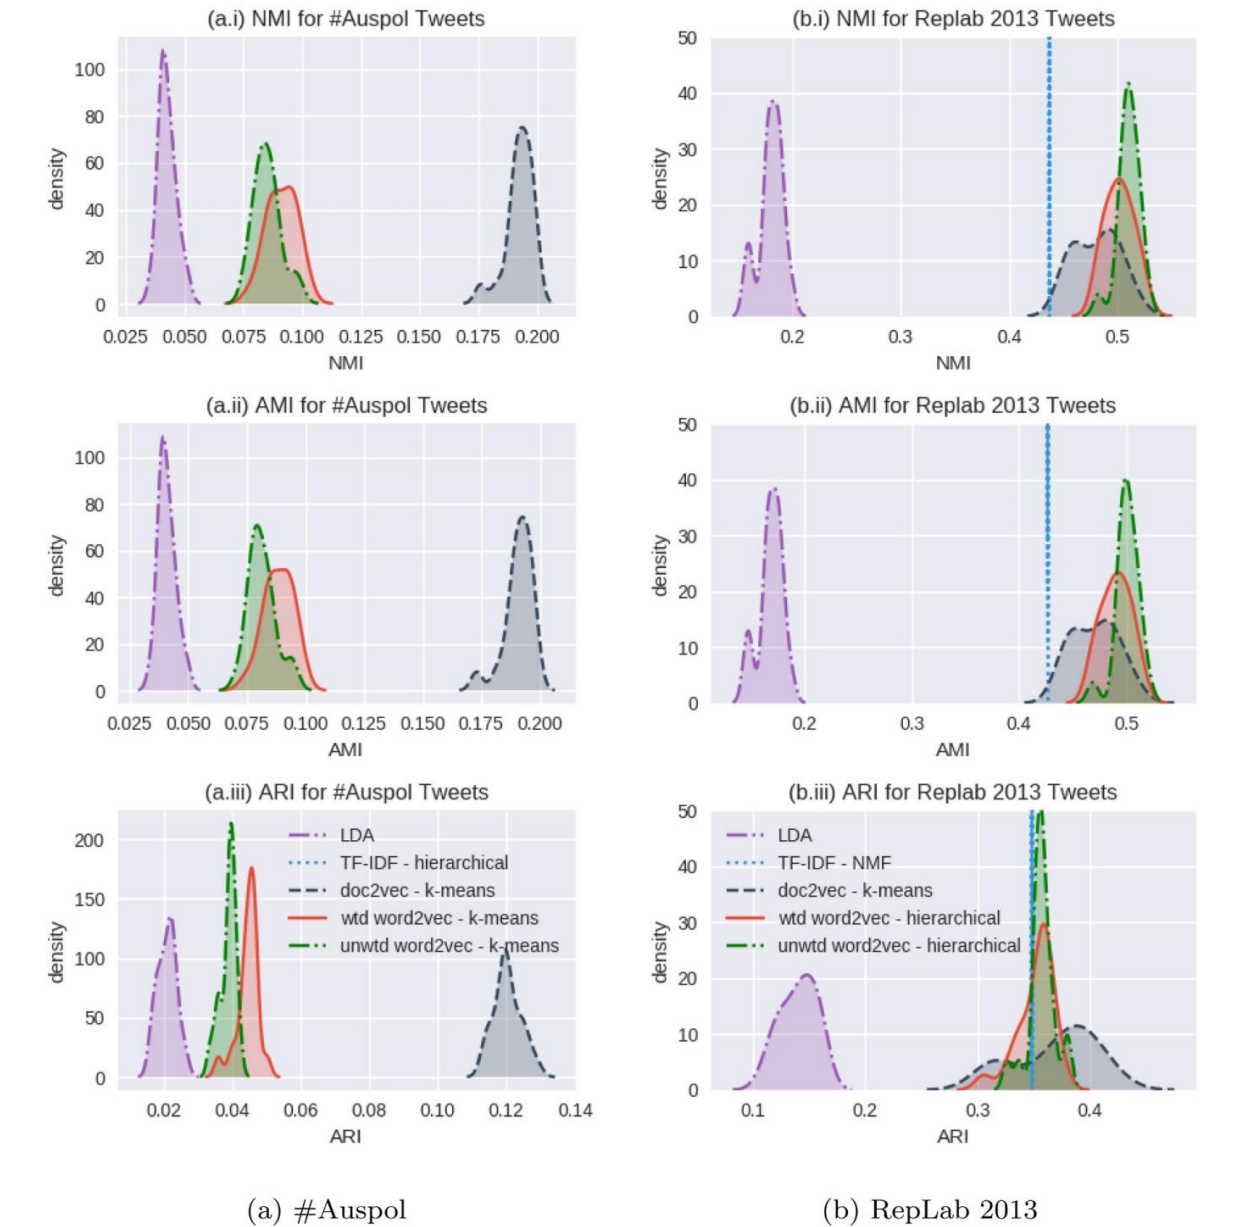 (a.i) NMI for #Auspol Tweets
100
80
60
40
20
0
density
0.025 0.050 0.075 0.100 0.125 0.150 0.175 0.200
NMI
(b.i) NMI for Replab 2013 Tweets
50
40
30
20
10
0
density
0.2 0.3 0.4 0.5
NMI
(a.ii) AMI for #Auspol Tweets
100
80
60
40
20
0
density
0.025 0.050 0.075 0.100 0.125 0.150 0.175 0.200
AMI
(b.ii) AMI for Replab 2013 Tweets
50
40
30
20
10
0
density
0.2 0.3 0.4 0.5
AMI
(a.iii) ARI for #Auspol Tweets
200
150
100
50
0
density
LDA
TF-IDF - hierarchical
doc2vec - k-means
wtd word2vec - k-means
unwtd word2vec - k-means
0.02 0.04 0.06 0.08 0.10 0.12 0.14
ARI
(b.iii) ARI for Replab 2013 Tweets
50
40
30
20
10
0
density
LDA
TF-IDF - NMF
doc2vec - k-means
wtd word2vec - hierarchical
unwtd word2vec - hierarchical
0.1 0.2 0.3 0.4
ARI
(a) #Auspol
(b) RepLab 2013